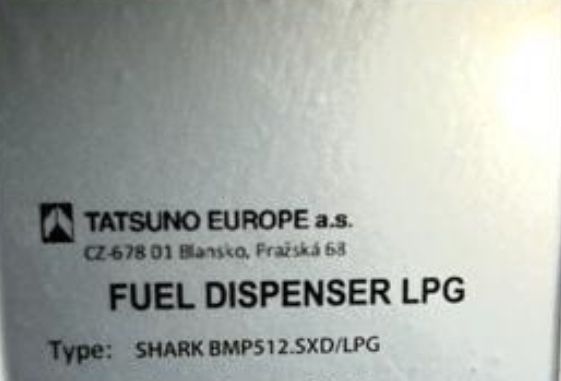 TATSUNO EUROPE a.s.
CZ-678 01 Blansko, Pražská 68
FUEL DISPENSER LPG
Type: SHARK BMP512.SXD/LPG